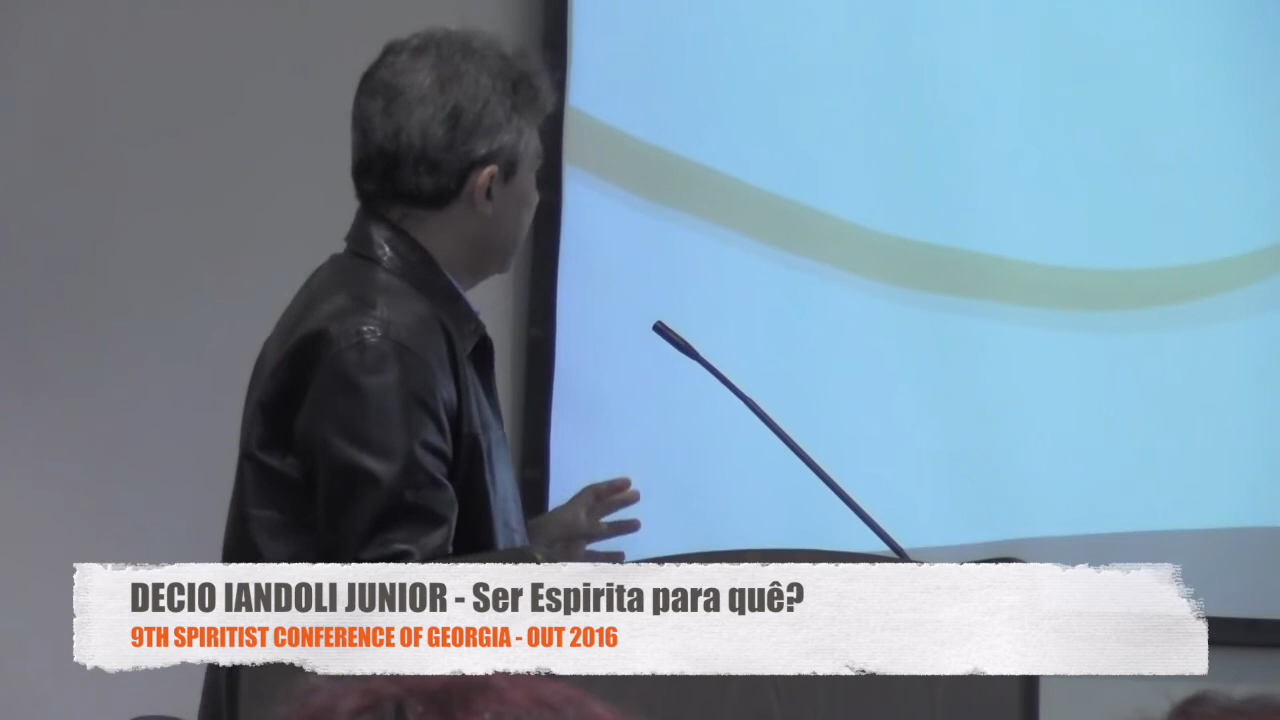 DECIO IANDOLI JUNIOR - Ser Espirita para quê?
9TH SPIRITIST CONFERENCE OF GEORGIA - OUT 2016